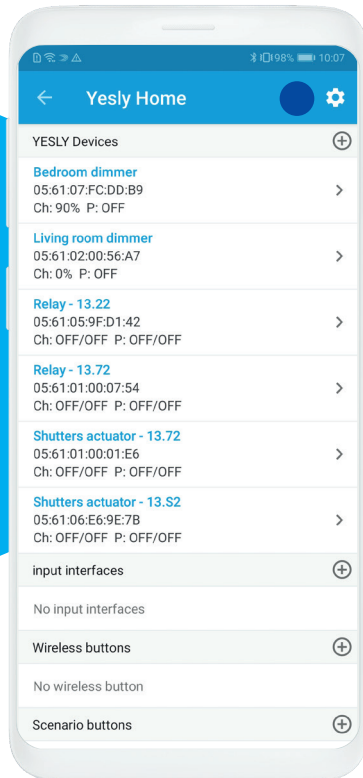 98% 10:07
Yesly Home
YESLY Devices
Bedroom dimmer
05:61:07:FC:DD:B9
Ch: 90% P: OFF
Living room dimmer
05:61:02:00:56:A7
Ch: 0% P: OFF
Relay - 13.22
05:61:05:9F:D1:42
Ch: OFF/OFF P: OFF/OFF
Relay - 13.72
05:61:01:00:07:54
Ch: OFF/OFF P: OFF/OFF
Shutters actuator - 13.72
05:61:01:00:01:E6
Ch: OFF/OFF P: OFF/OFF
Shutters actuator - 13.S2
05:61:06:E6:9E:7B
Ch: OFF/OFF P: OFF/OFF
input interfaces
No input interfaces
Wireless buttons
No wireless button
Scenario buttons